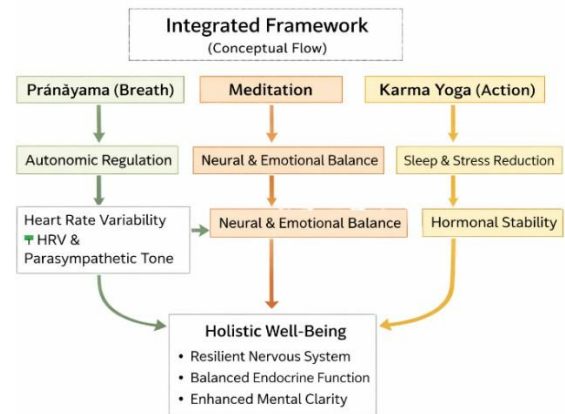 Integrated Framework
(Conceptual Flow)
Pránăyama (Breath)
Meditation
Karma Yoga (Action)
Autonomic Regulation
Neural & Emotional Balance
Sleep & Stress Reduction
Heart Rate Variability
HRV &
Parasympathetic Tone
Neural & Emotional Balance
Hormonal Stability
Holistic Well-Being
• Resilient Nervous System
• Balanced Endocrine Function
• Enhanced Mental Clarity